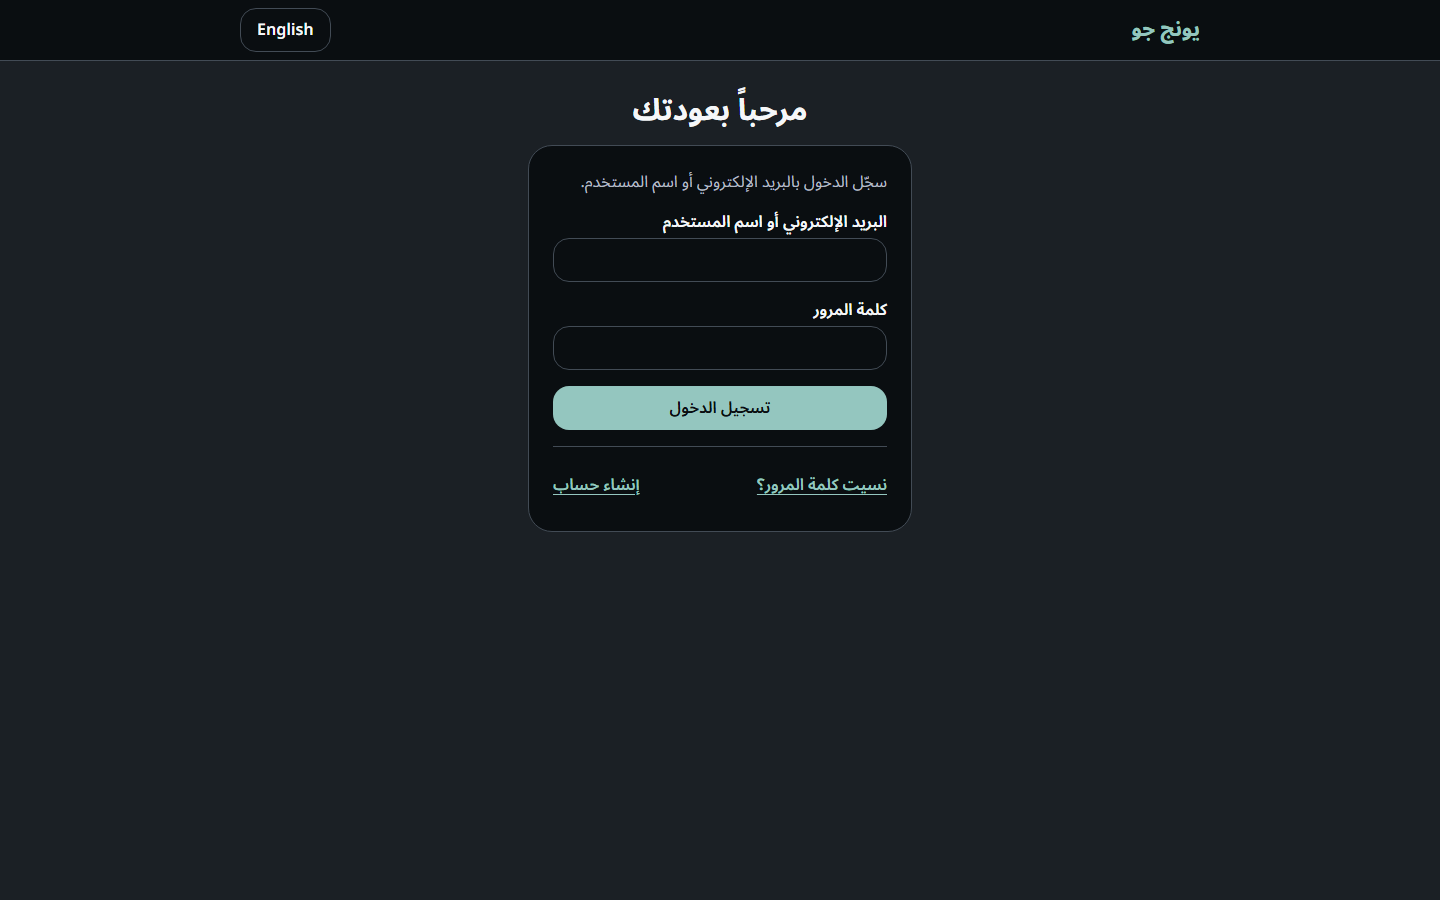 يونج جو
English
مرحباً بعودتك
سجّل الدخول بالبريد الإلكتروني أو اسم المستخدم.
البريد الإلكتروني أو اسم المستخدم
كلمة المرور
تسجيل الدخول
نسيت كلمة المرور؟
إنشاء حساب